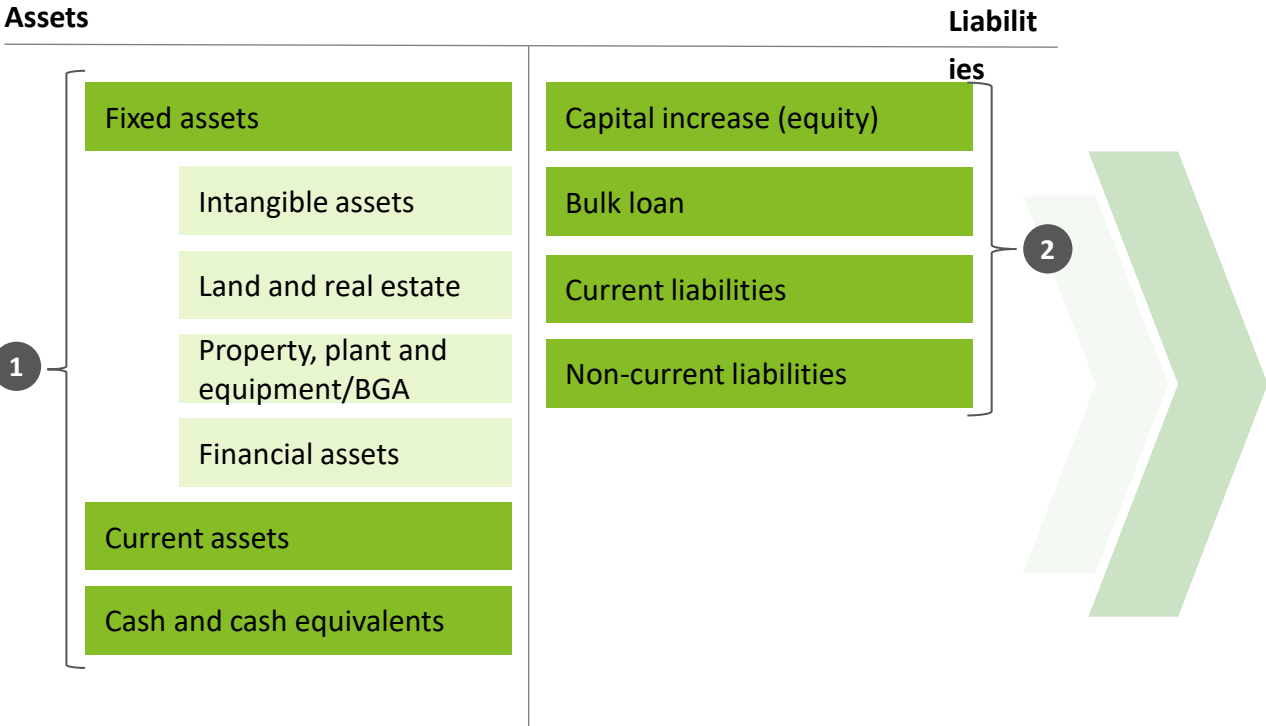 Assets
Liabilit
ies
1
Fixed assets
Intangible assets
Land and real estate
Property, plant and
equipment/BGA
Financial assets
Current assets
Cash and cash equivalents
Capital increase (equity)
Bulk loan
Current liabilities
Non-current liabilities
2